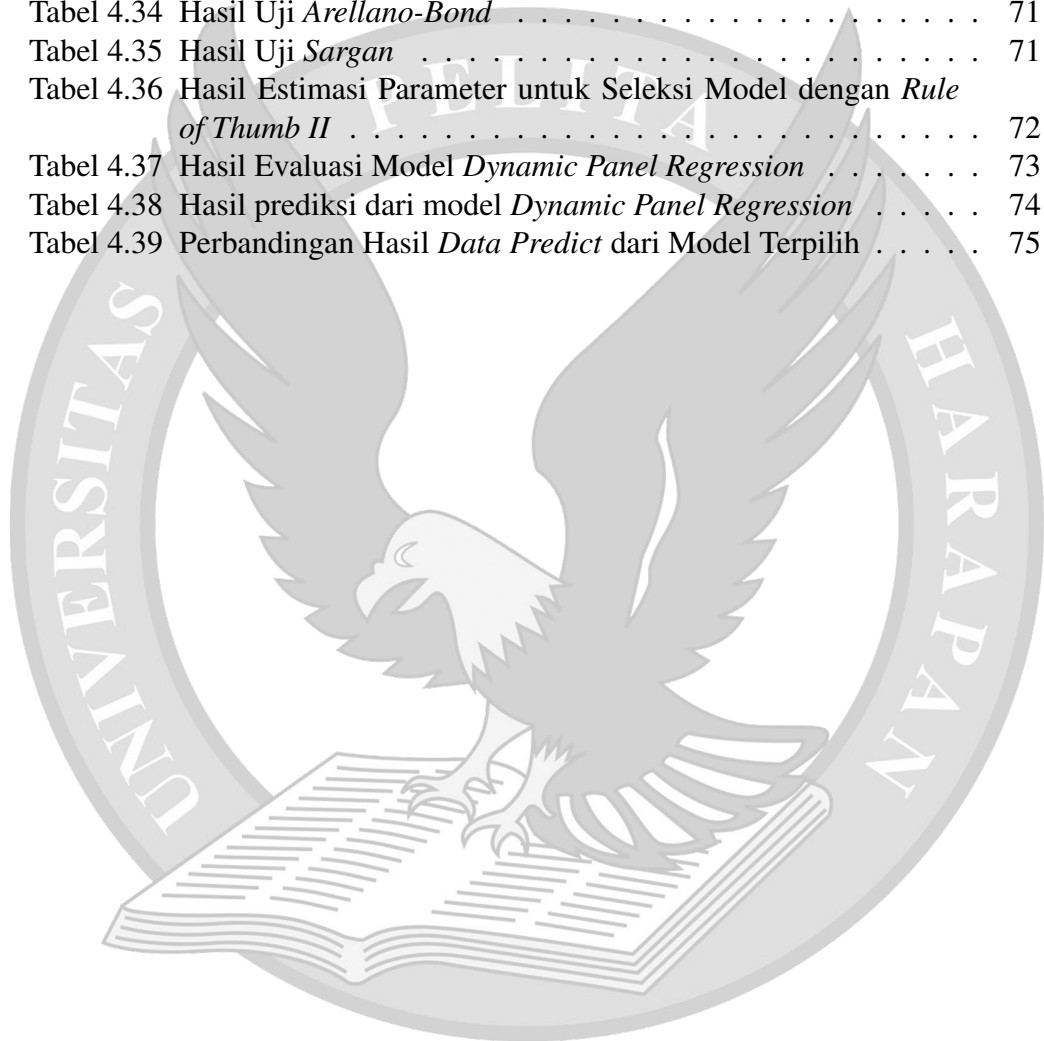 Tabel 4.34 Hasil Uji Arellano-Bond . . . . . . . . . . . . . . . . . . . . . . 71
Tabel 4.35 Hasil Uji Sargan . . . . . . . . . . . . . . . . . . . . . . . . . . 71
Tabel 4.36 Hasil Estimasi Parameter untuk Seleksi Model dengan Rule
of Thumb II . . . . . . . . . . . . . . . . . . . . . . . . . . . . . 72
Tabel 4.37 Hasil Evaluasi Model Dynamic Panel Regression . . . . . . . 73
Tabel 4.38 Hasil prediksi dari model Dynamic Panel Regression . . . . . 74
Tabel 4.39 Perbandingan Hasil Data Predict dari Model Terpilih . . . . . 75
UNIVERSITAS PELITA HARAPAN